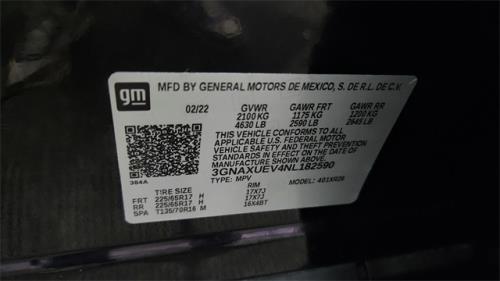 gm
MFD BY GENERAL MOTORS DE MEXICO, S. DE R.L. DE C.V.
02/22 GVWR GAWR FRT GAWR RR
2100 KG 1175 KG 1200 KG
4630 LB 2590 LB 2645 LB
THIS VEHICLE CONFORMS TO ALL
APPLICABLE U.S. FEDERAL MOTOR
VEHICLE SAFETY AND THEFT
PREVENTION STANDARDS IN EFFECT ON THE DATE OF
MANUFACTURE SHOWN ABOVE.
3GNAXUEV4NL182590
TYPE: MPV MODEL:
384A
TIRE SIZE RIM
FRT 225/65R17 H 17X7J
RR 225/65R17 H 17X7J
SPA T135/70R16 M 16X4BT